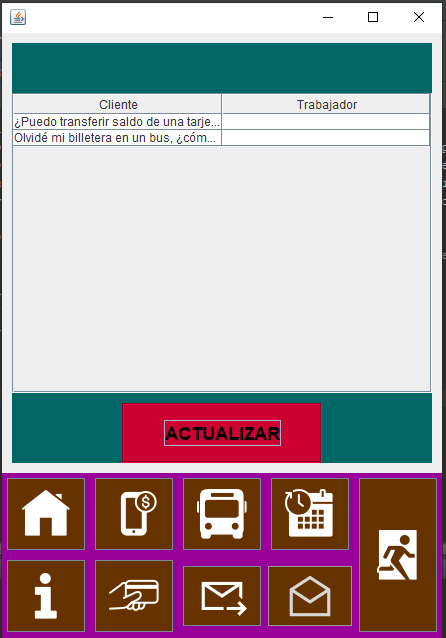 Cliente Trabajador
¿Puedo transferir saldo de una tarje...
Olvidé mi billetera en un bus, ¿cóm...
ACTUALIZAR
$